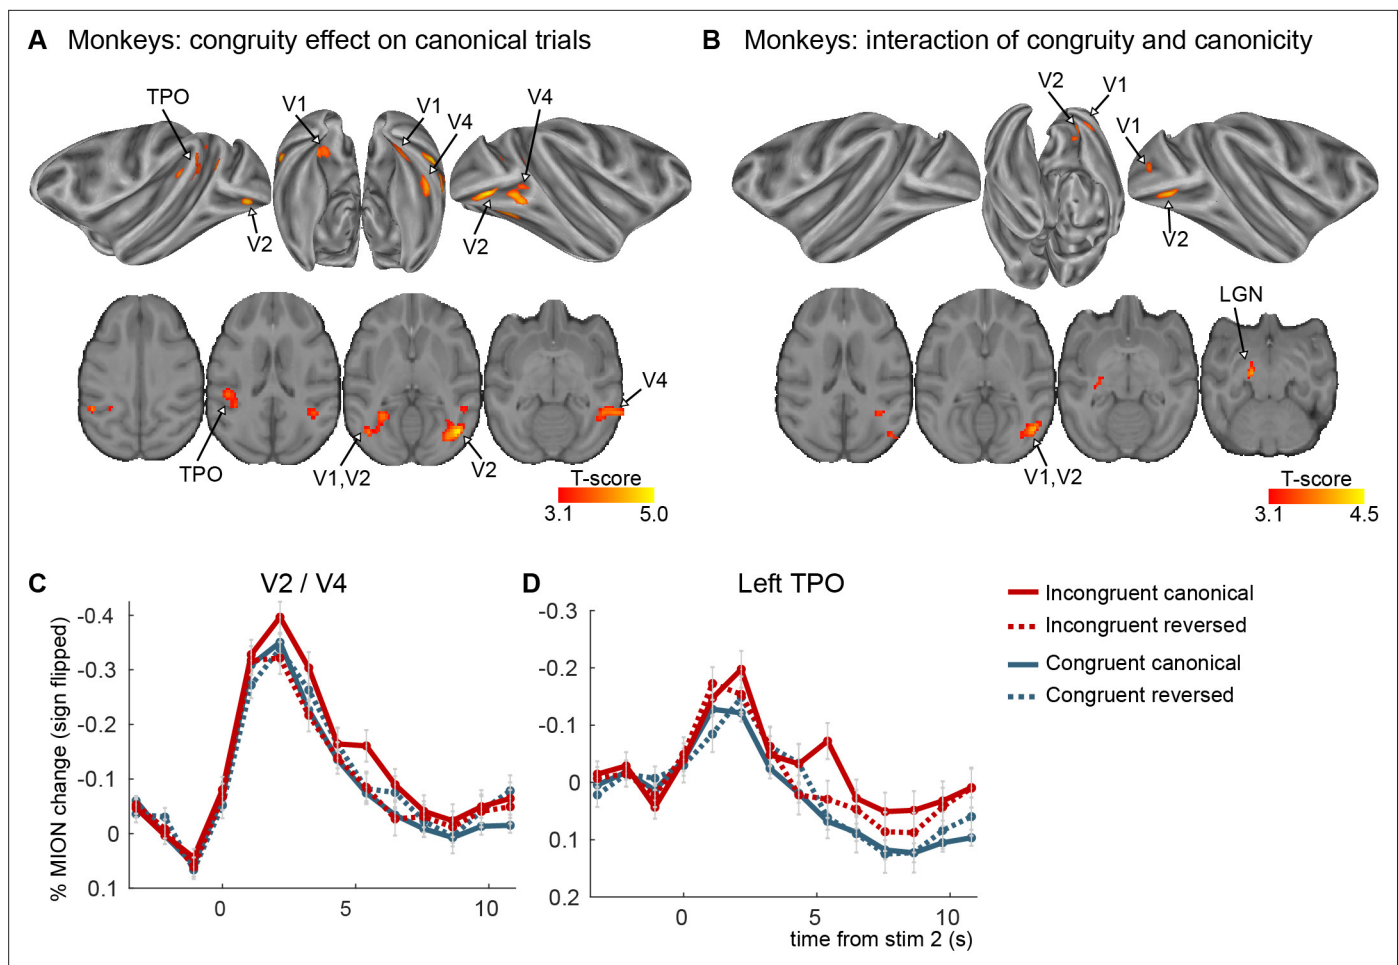 A Monkeys: congruity effect on canonical trials
B Monkeys: interaction of congruity and canonicity
TPO
V1
V1
V4
V4
V2
V2
V2
V1
V1
V2
TPO
V1,V2
V2
V4
T-score
3.1 5.0
LGN
V1,V2
T-score
3.1 4.5
C V2 / V4
% MION change (sign flipped)
-0.4
-0.3
-0.2
-0.1
0
0.1
0 5 10
D Left TPO
-0.3
-0.2
-0.1
0
0.1
0.2
0 5 10
time from stim 2 (s)
Incongruent canonical
Incongruent reversed
Congruent canonical
Congruent reversed